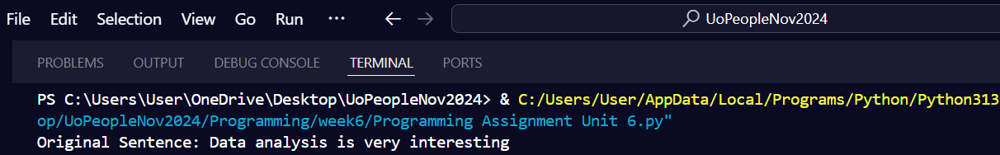 File Edit Selection View Go Run ··· ← → UoPeopleNov2024
PROBLEMS OUTPUT DEBUG CONSOLE TERMINAL PORTS
PS C:\Users\User\OneDrive\Desktop\UoPeopleNov2024> & C:/Users/User/AppData/Local/Programs/Python/Python313
op/UoPeopleNov2024/Programming/week6/Programming Assignment Unit 6.py"
Original Sentence: Data analysis is very interesting